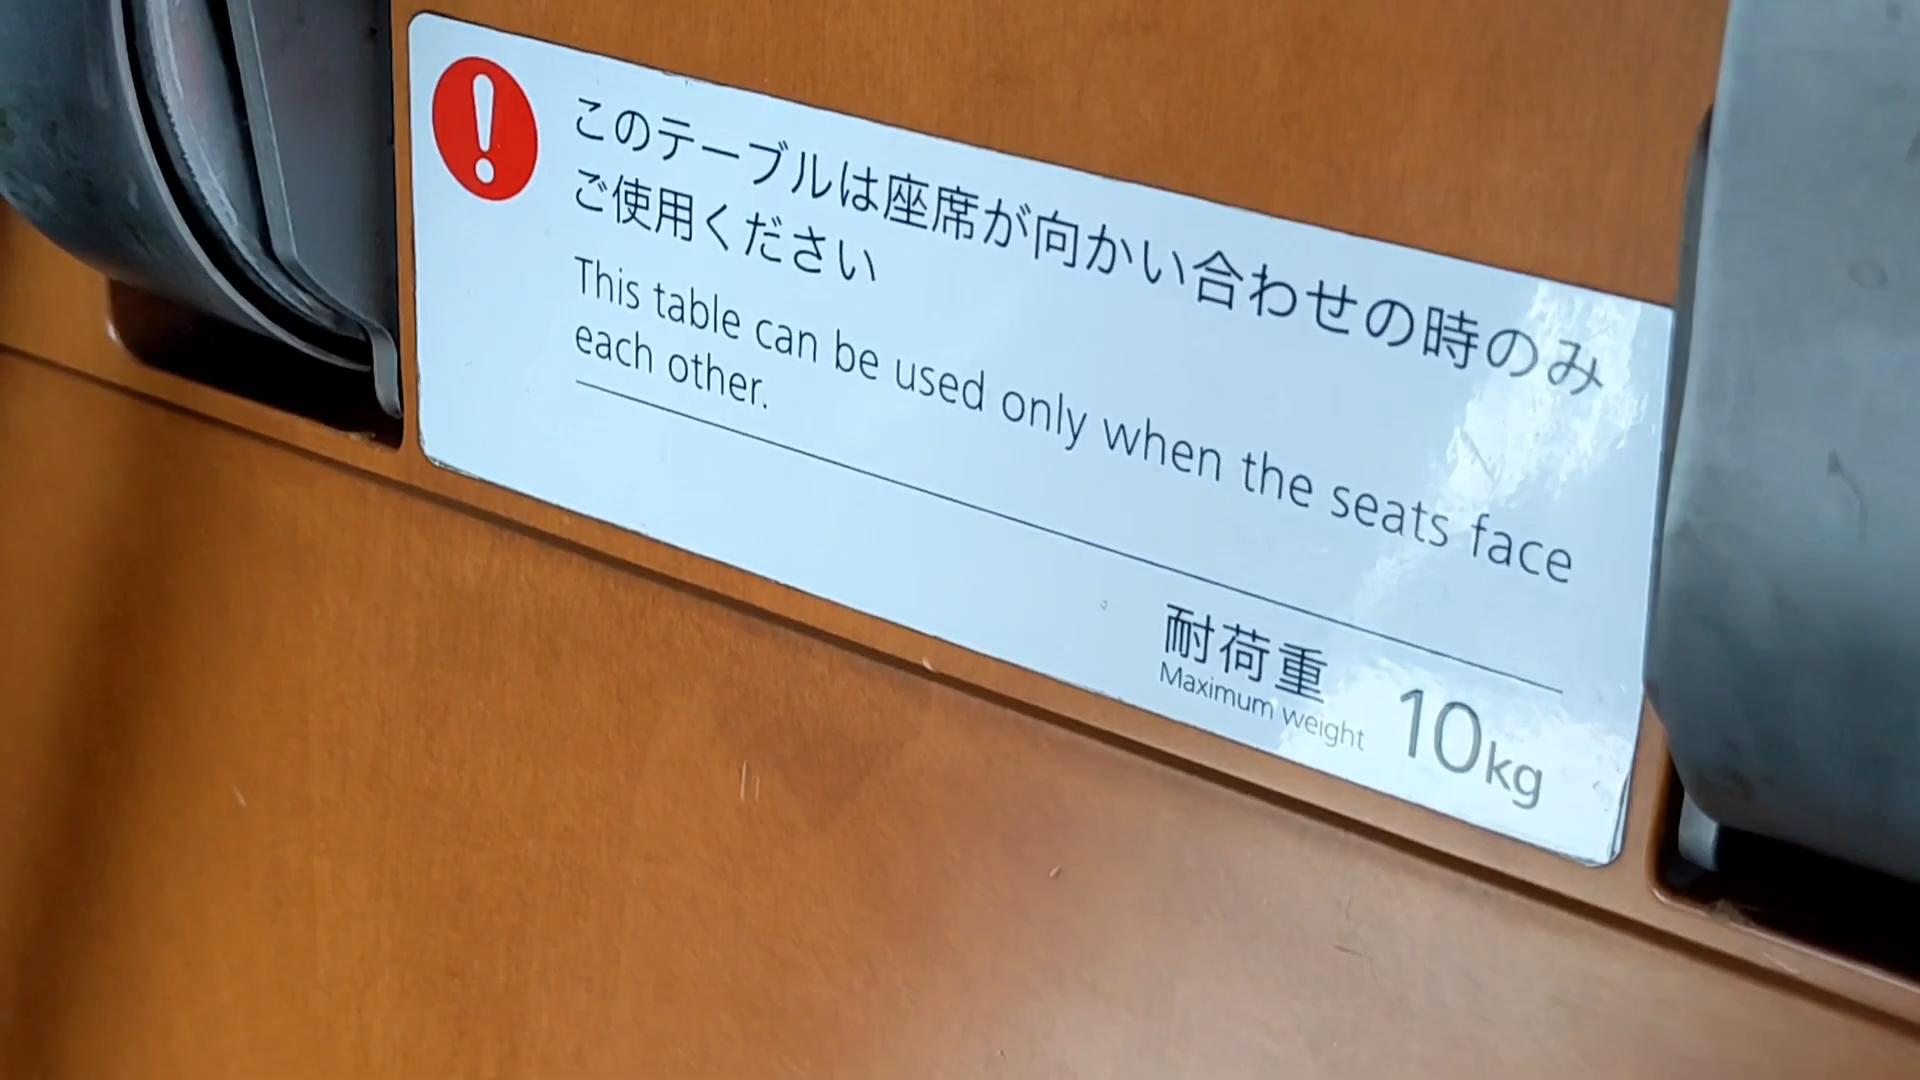 このテーブルは座席が向かい合わせの時のみ
ご使用ください
This table can be used only when the seats face
each other.
耐荷重
Maximum weight
10kg